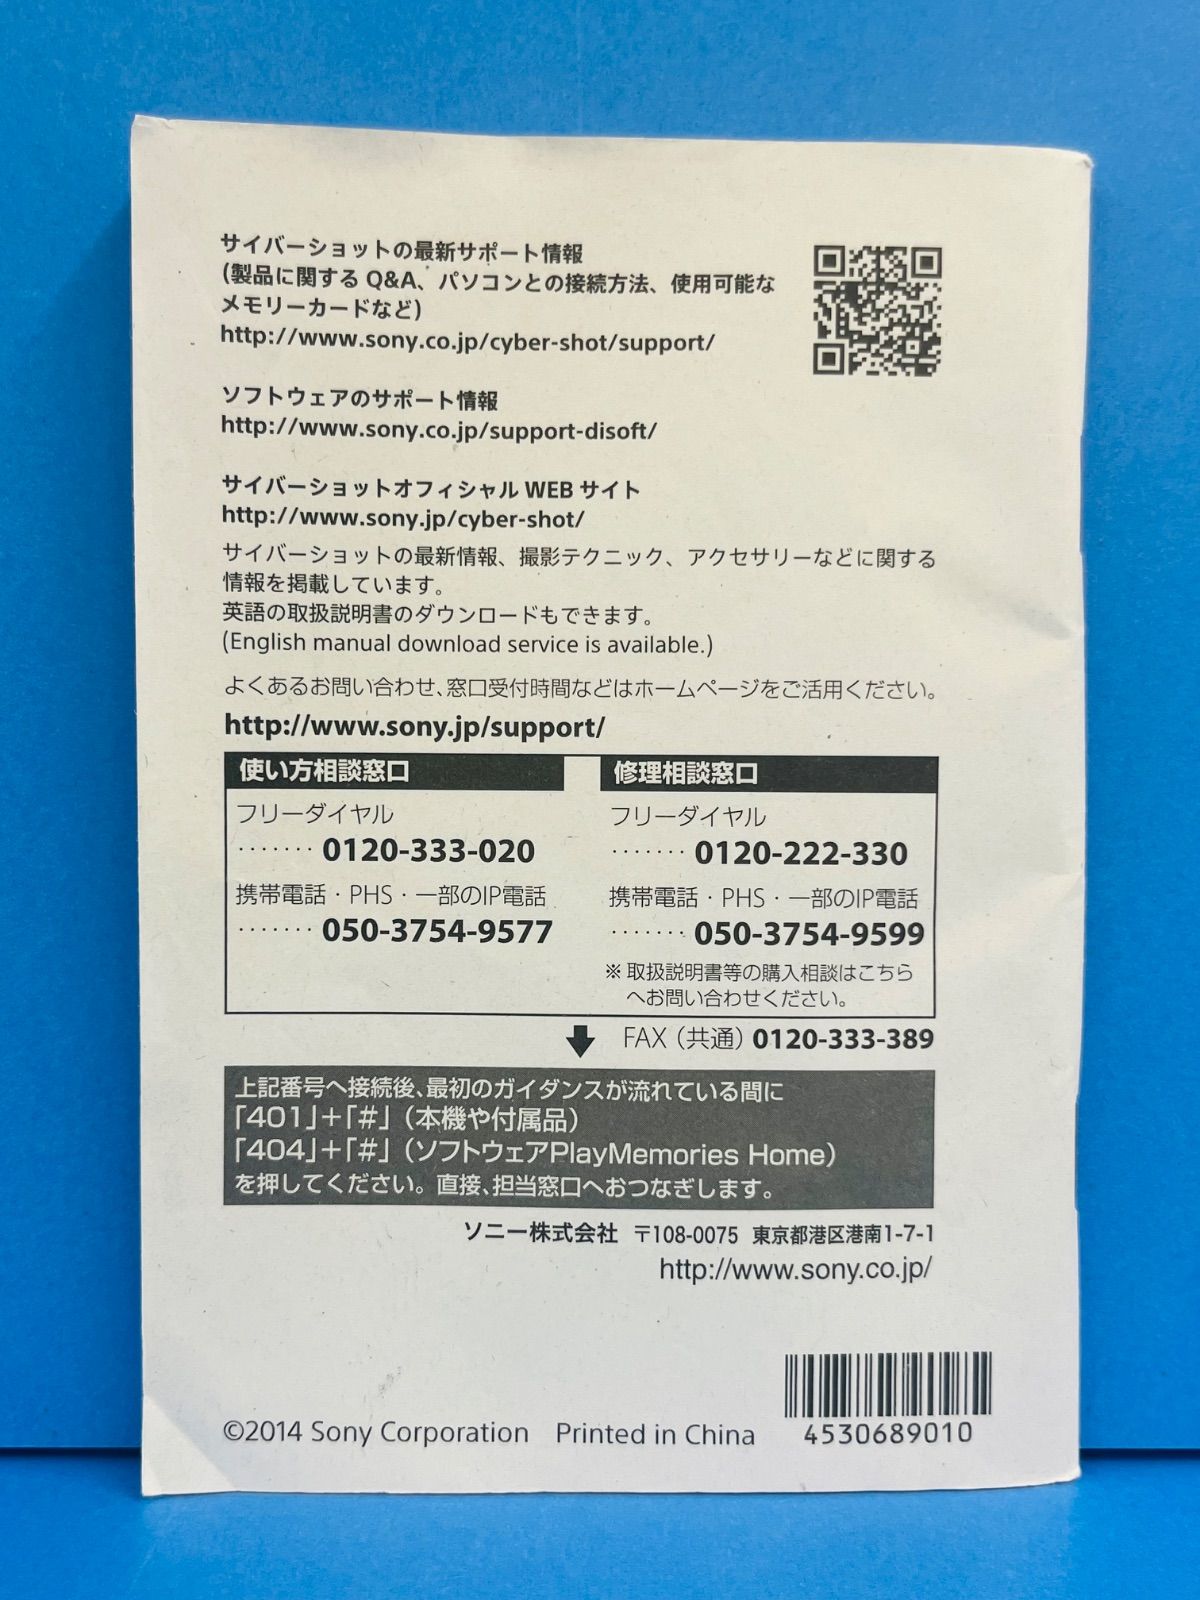 サイバーショットの最新サポート情報
(製品に関する Q&A、パソコンとの接続方法、使用可能な
メモリーカードなど)
http://www.sony.co.jp/cyber-shot/support/
ソフトウェアのサポート情報
http://www.sony.co.jp/support-disoft/
サイバーショットオフィシャル WEB サイト
http://www.sony.jp/cyber-shot/
サイバーショットの最新情報、撮影テクニック、アクセサリーなどに関する
情報を掲載しています。
英語の取扱説明書のダウンロードもできます。
(English manual download service is available.)
よくあるお問い合わせ、窓口受付時間などはホームページをご活用ください。
http://www.sony.jp/support/
使い方相談窓口
フリーダイヤル
‥‥‥‥ 0120-333-020
携帯電話・PHS・一部のIP電話
‥‥‥‥ 050-3754-9577
修理相談窓口
フリーダイヤル
‥‥‥‥ 0120-222-330
携帯電話・PHS・一部のIP電話
‥‥‥‥ 050-3754-9599
※ 取扱説明書等の購入相談はこちら
へお問い合わせください。
FAX（共通）0120-333-389
上記番号へ接続後、最初のガイダンスが流れている間に
「401」＋「#」（本機や付属品）
「404」＋「#」（ソフトウェアPlayMemories Home）
を押してください。直接、担当窓口へおつなぎします。
ソニー株式会社 〒108-0075 東京都港区港南1-7-1
http://www.sony.co.jp/
©2014 Sony Corporation Printed in China
4530689010